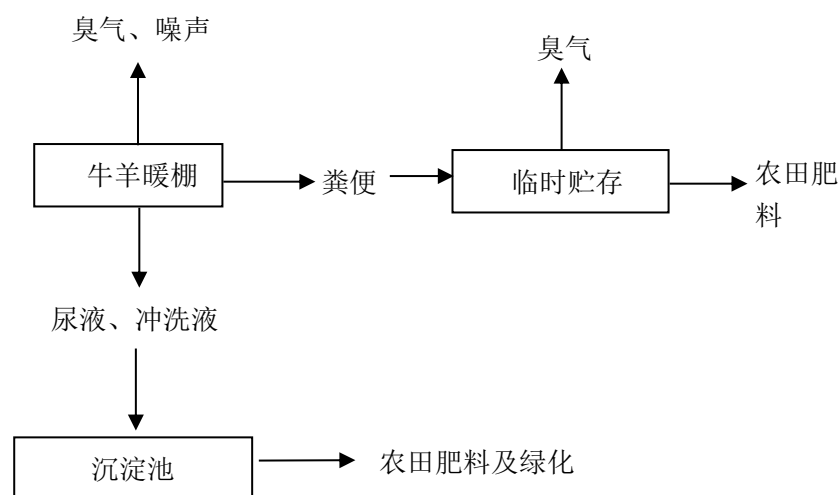 臭气、噪声
臭气
牛羊暖棚
粪便
临时贮存
农田肥
料
尿液、冲洗液
沉淀池
农田肥料及绿化